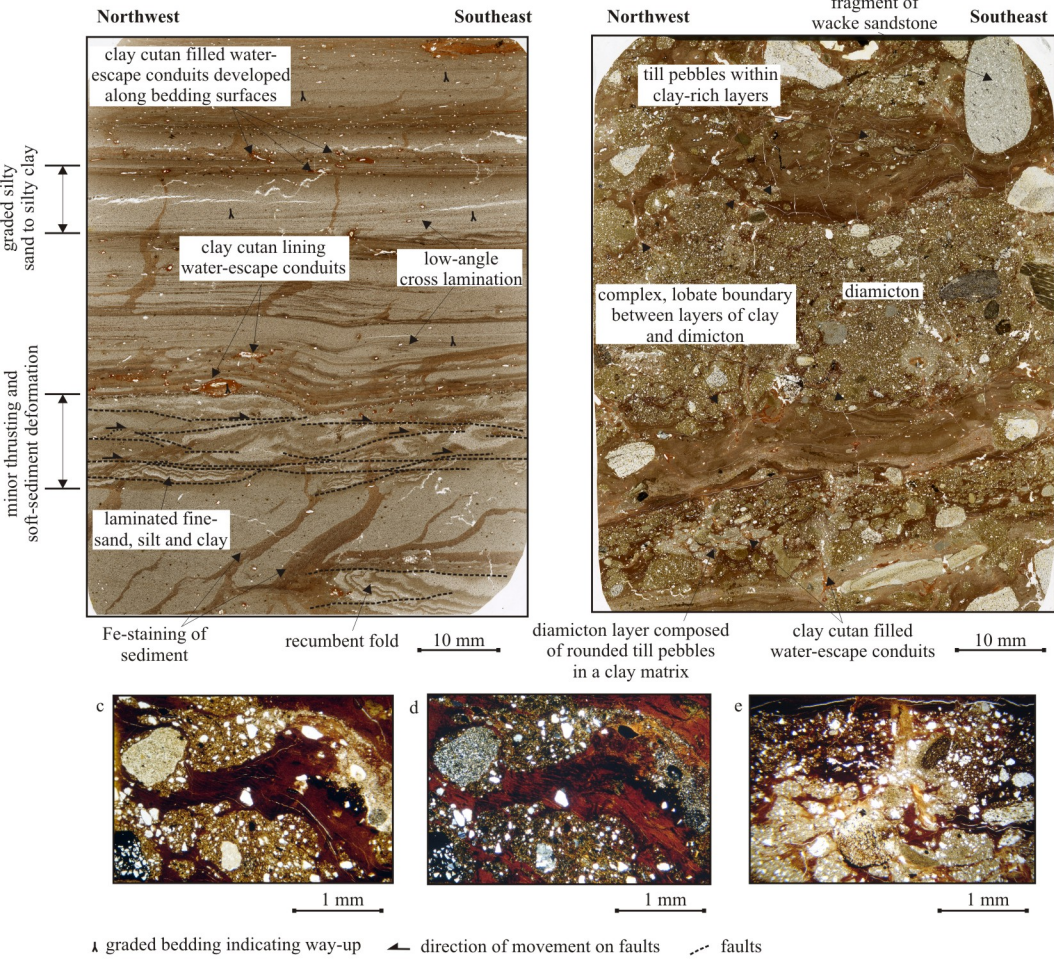 Northwest
Southeast
clay cutan filled water-
escape conduits developed
along bedding surfaces
graded silty
sand to silty clay
clay cutan lining
water-escape conduits
low-angle
cross lamination
minor thrusting and
soft-sediment deformation
laminated fine-
sand, silt and clay
Fe-staining of
sediment
recumbent fold
10 mm
Northwest
fragment of
wacke sandstone
Southeast
till pebbles within
clay-rich layers
complex, lobate boundary
between layers of clay
and dimicton
diamicton
diamicton layer composed
of rounded till pebbles
in a clay matrix
clay cutan filled
water-escape conduits
10 mm
c
d
e
1 mm
1 mm
1 mm
graded bedding indicating way-up
direction of movement on faults
faults